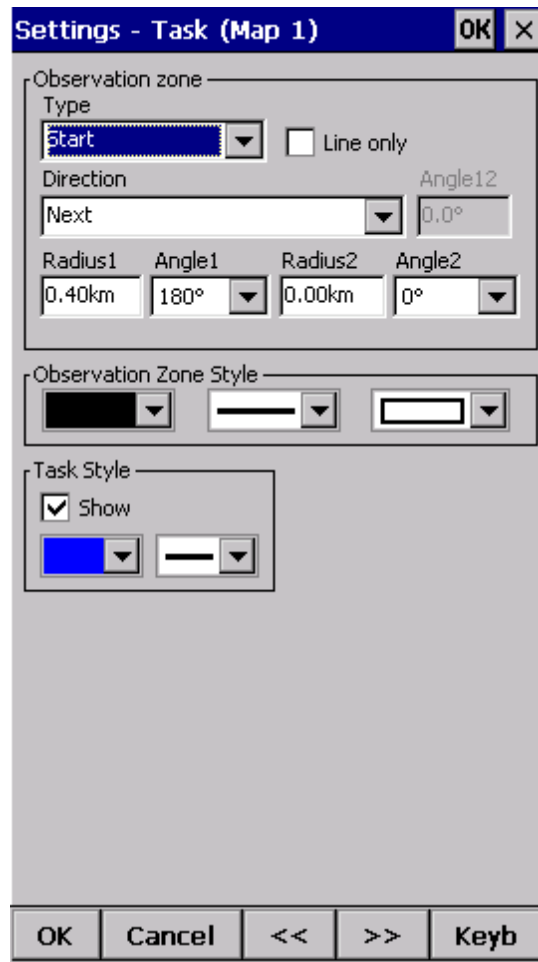 Settings - Task (Map 1) OK ×
Observation zone
Type
Start Line only
Direction Angle12
Next 0.0°
Radius1 Angle1 Radius2 Angle2
0.40km 180° 0.00km 0°
Observation Zone Style
Task Style
Show
OK Cancel << >> Keyb